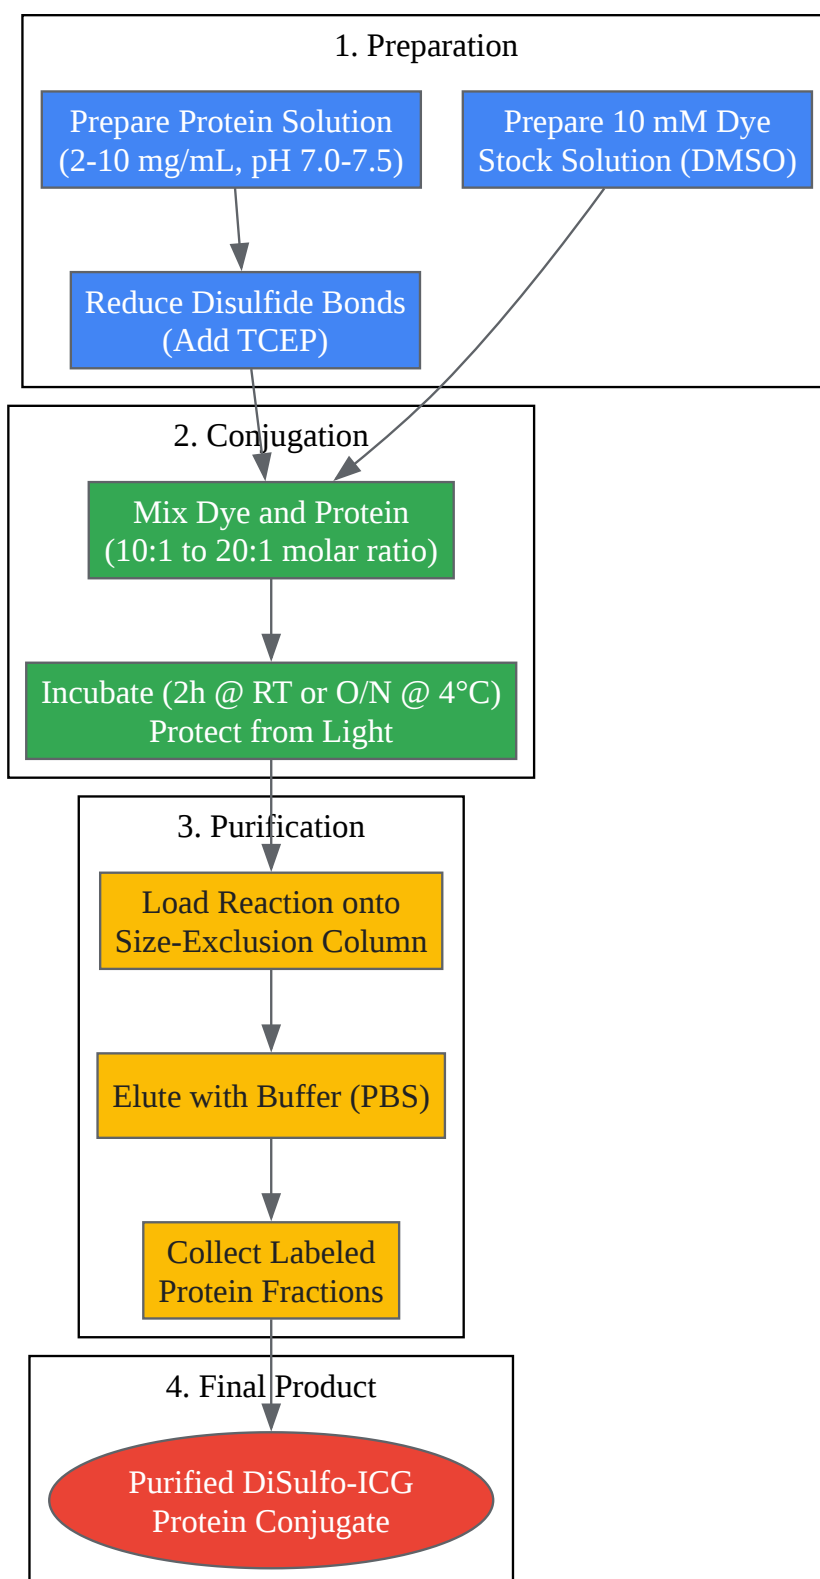 1. Preparation
Prepare Protein Solution
(2-10 mg/mL, pH 7.0-7.5)
Prepare 10 mM Dye
Stock Solution (DMSO)
Reduce Disulfide Bonds
(Add TCEP)
2. Conjugation
Mix Dye and Protein
(10:1 to 20:1 molar ratio)
Incubate (2h @ RT or O/N @ 4°C)
Protect from Light
3. Purification
Load Reaction onto
Size-Exclusion Column
Elute with Buffer (PBS)
Collect Labeled
Protein Fractions
4. Final Product
Purified DiSulfo-ICG
Protein Conjugate